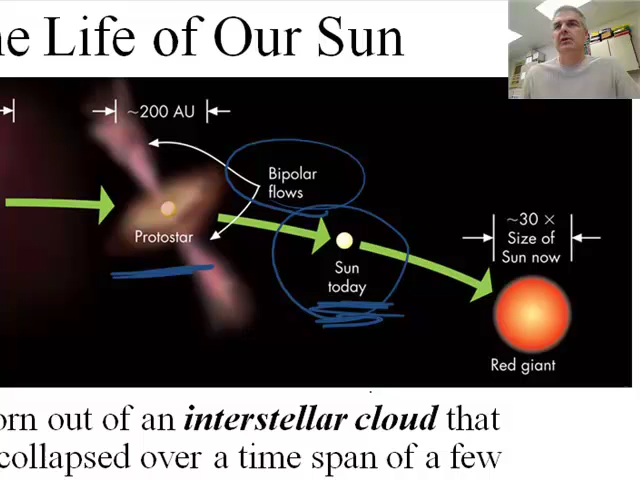 he Life of Our Sun
~200 AU
Bipolar
flows
Protostar
Sun
today
~30 ×
Size of
Sun now
Red giant
orn out of an interstellar cloud that
collapsed over a time span of a few